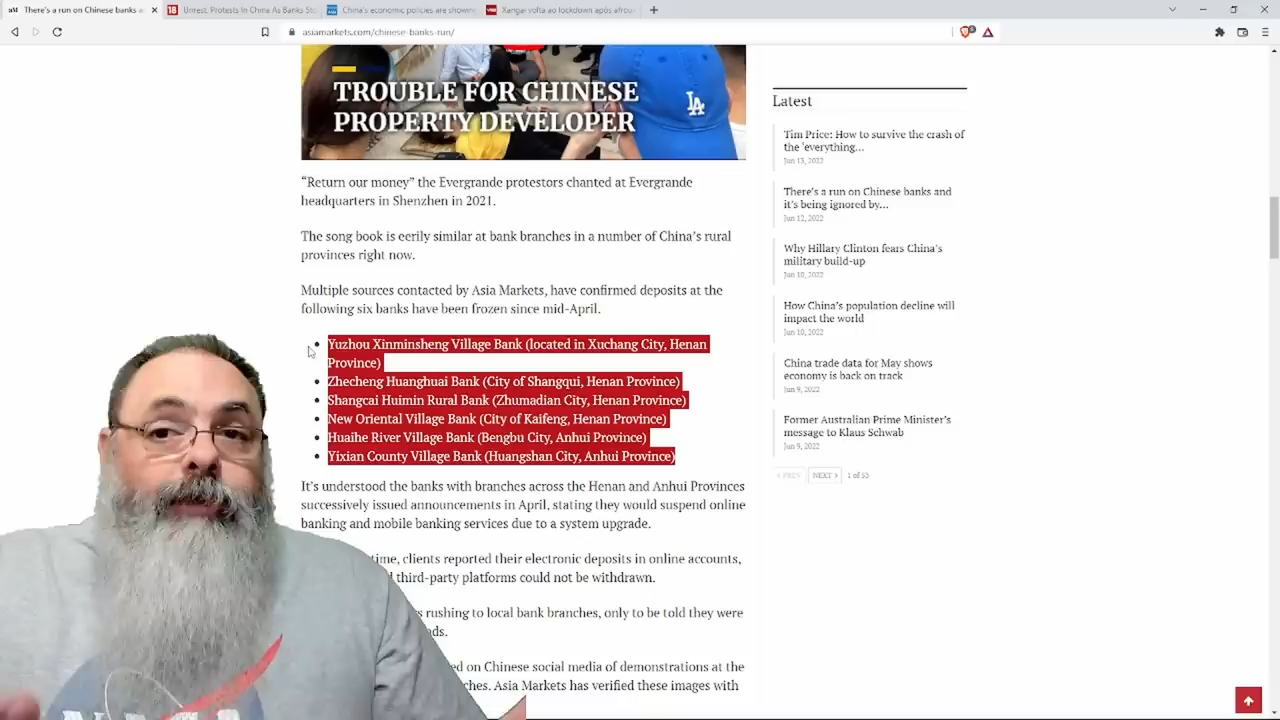 There's a run on Chinese banks a
Unrest: Protests In China As Banks Sto
China's economic policies are showin
Xangai volta ao lockdown após afrou
asiamarkets.com/chinese-banks-run/
TROUBLE FOR CHINESE
PROPERTY DEVELOPER
LA
“Return our money” the Evergrande protestors chanted at Evergrande
headquarters in Shenzhen in 2021.
The song book is eerily similar at bank branches in a number of China's rural
provinces right now.
Multiple sources contacted by Asia Markets, have confirmed deposits at the
following six banks have been frozen since mid-April.
Yuzhou Xinminsheng Village Bank (located in Xuchang City, Henan
Province)
Zhecheng Huanghuai Bank (City of Shangqui, Henan Province)
Shangcai Huimin Rural Bank (Zhumadian City, Henan Province)
New Oriental Village Bank (City of Kaifeng, Henan Province)
Huaihe River Village Bank (Bengbu City, Anhui Province)
Yixian County Village Bank (Huangshan City, Anhui Province)
It's understood the banks with branches across the Henan and Anhui Provinces
successively issued announcements in April, stating they would suspend online
banking and mobile banking services due to a system upgrade.
time, clients reported their electronic deposits in online accounts,
third-party platforms could not be withdrawn.
rushing to local bank branches, only to be told they were
ed on Chinese social media of demonstrations at the
ches. Asia Markets has verified these images with
Latest
Tim Price: How to survive the crash of
the ‘everything…
Jun 13, 2022
There's a run on Chinese banks and
it's being ignored by…
Jun 12, 2022
Why Hillary Clinton fears China's
military build-up
Jun 10, 2022
How China's population decline will
impact the world
Jun 10, 2022
China trade data for May shows
economy is back on track
Jun 9, 2022
Former Australian Prime Minister's
message to Klaus Schwab
Jun 9, 2022
PREV NEXT 1 of 53